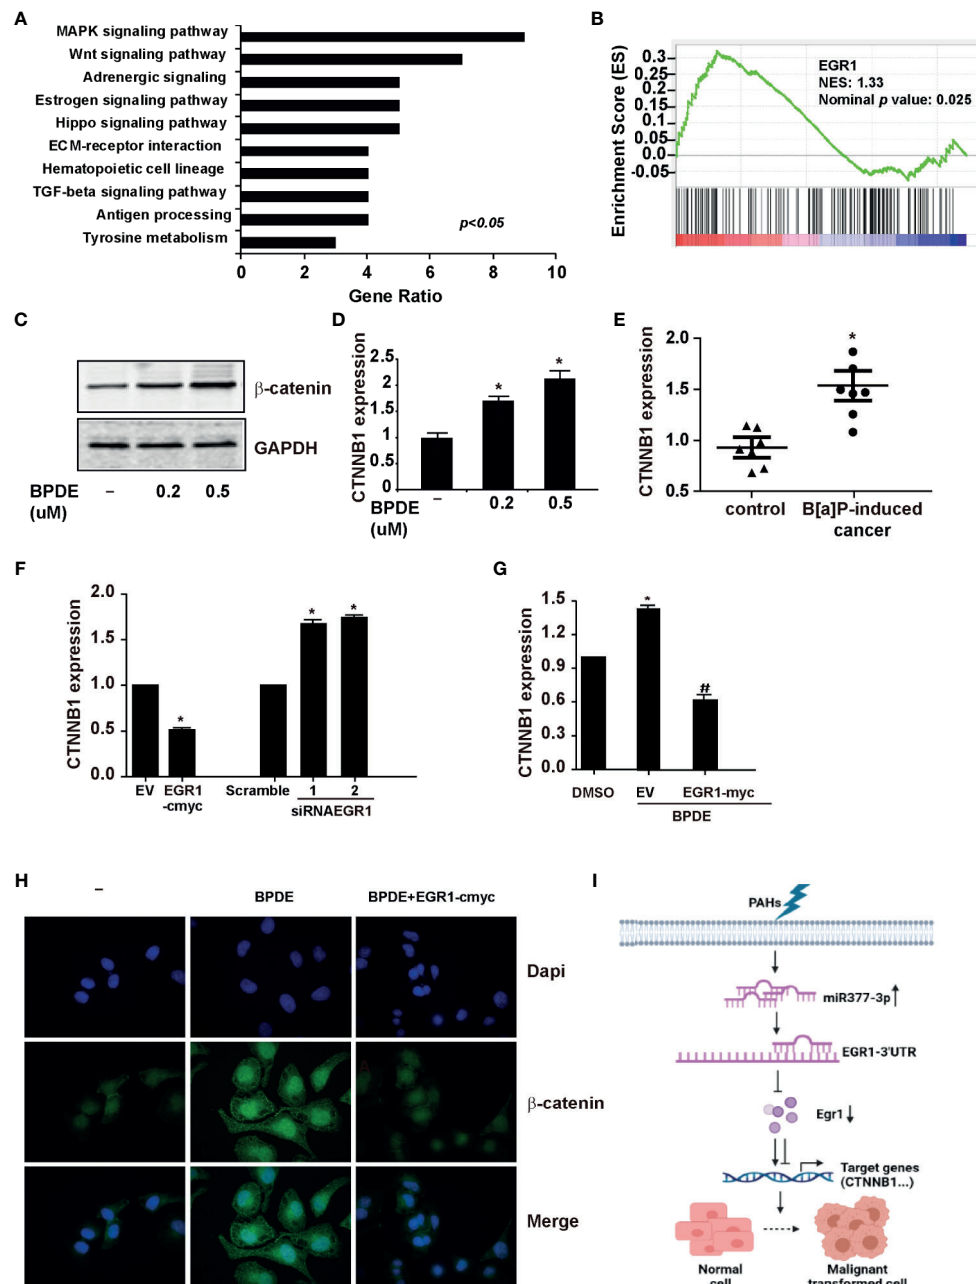 A
MAPK signaling pathway
Wnt signaling pathway
Adrenergic signaling
Estrogen signaling pathway
Hippo signaling pathway
ECM-receptor interaction
Hematopoietic cell lineage
TGF-beta signaling pathway
Antigen processing
Tyrosine metabolism
p<0.05
0 2 4 6 8 10
Gene Ratio
B
Enrichment Score (ES)
0.3
0.25
0.2
0.15
0.1
0.05
0.0
-0.05
EGR1
NES: 1.33
Nominal p value: 0.025
C
β-catenin
GAPDH
BPDE – 0.2 0.5
(uM)
D
CTNNB1 expression
2.5
2
1.5
1
0.5
0
* *
BPDE – 0.2 0.5
(uM)
E
CTNNB1 expression
2.0
1.5
1.0
0.5
*
control B[a]P-induced
cancer
F
CTNNB1 expression
2.0
1.5
1.0
0.5
0.0
* * *
EV EGR1 Scramble 1 2
-cmyc siRNAEGR1
G
CTNNB1 expression
1.5
1.2
0.9
0.6
0.3
0.0
* #
DMSO EV EGR1-myc
BPDE
H
– BPDE BPDE+EGR1-cmyc
Dapi
β-catenin
Merge
I
PAHs
miR377-3p
EGR1-3'UTR
Egr1
Target genes
(CTNNB1...)
Normal Malignant
cell transformed cell